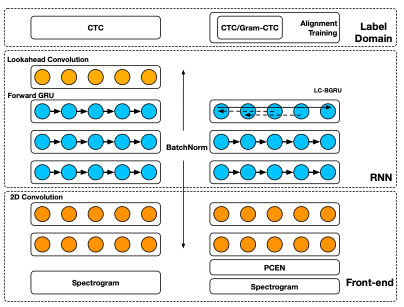 CTC
CTC/Gram-CTC
Alignment
Training
Label
Domain
Lookahead Convolution
Forward GRU
LC-BGRU
BatchNorm
RNN
2D Convolution
PCEN
Spectrogram
Spectrogram
Front-end